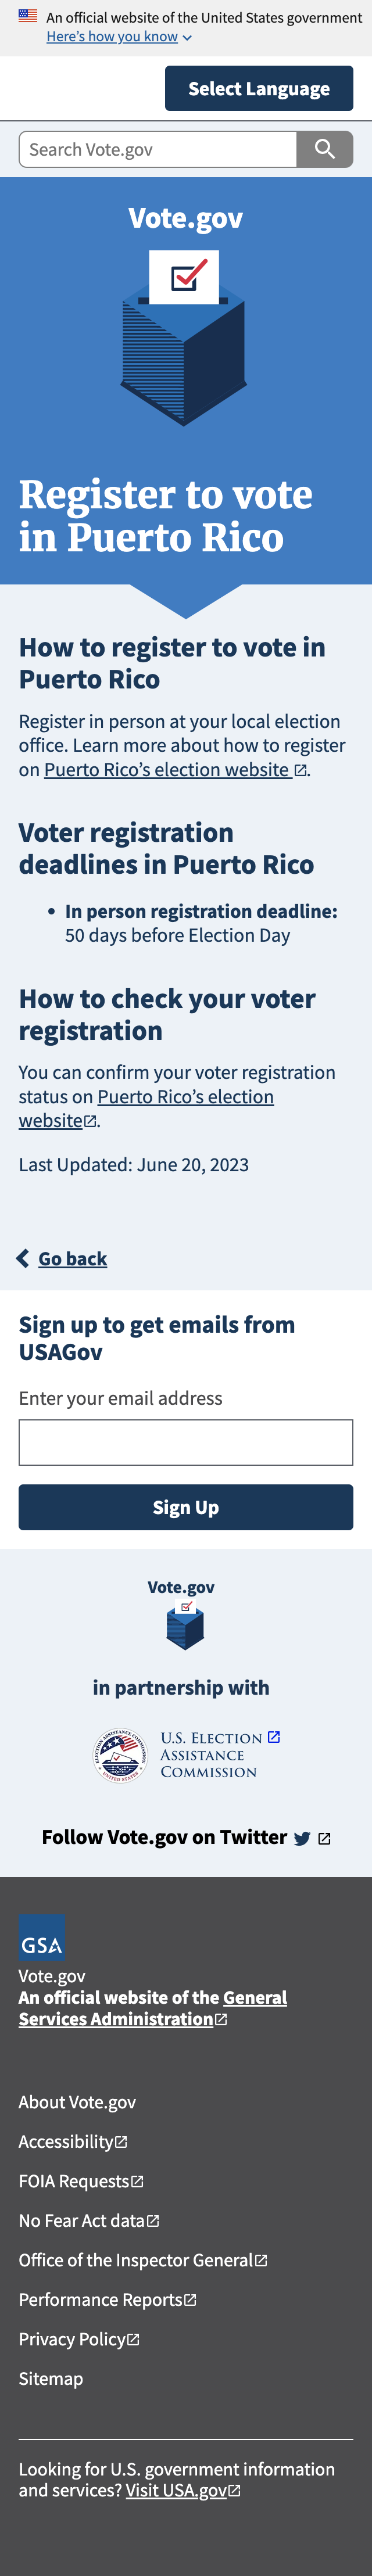 An official website of the United States government
Here's how you know
Select Language
Search Vote.gov
Vote.gov
Register to vote
in Puerto Rico
How to register to vote in
Puerto Rico
Register in person at your local election
office. Learn more about how to register
on Puerto Rico's election website .
Voter registration
deadlines in Puerto Rico
• In person registration deadline:
50 days before Election Day
How to check your voter
registration
You can confirm your voter registration
status on Puerto Rico's election
website.
Last Updated: June 20, 2023
Go back
Sign up to get emails from
USAGov
Enter your email address
Sign Up
Vote.gov
in partnership with
U.S. ELECTION
ASSISTANCE
COMMISSION
ELECTION ASSISTANCE COMMISSION
UNITED STATES
Follow Vote.gov on Twitter
GSA
Vote.gov
An official website of the General
Services Administration
About Vote.gov
Accessibility
FOIA Requests
No Fear Act data
Office of the Inspector General
Performance Reports
Privacy Policy
Sitemap
Looking for U.S. government information
and services? Visit USA.gov